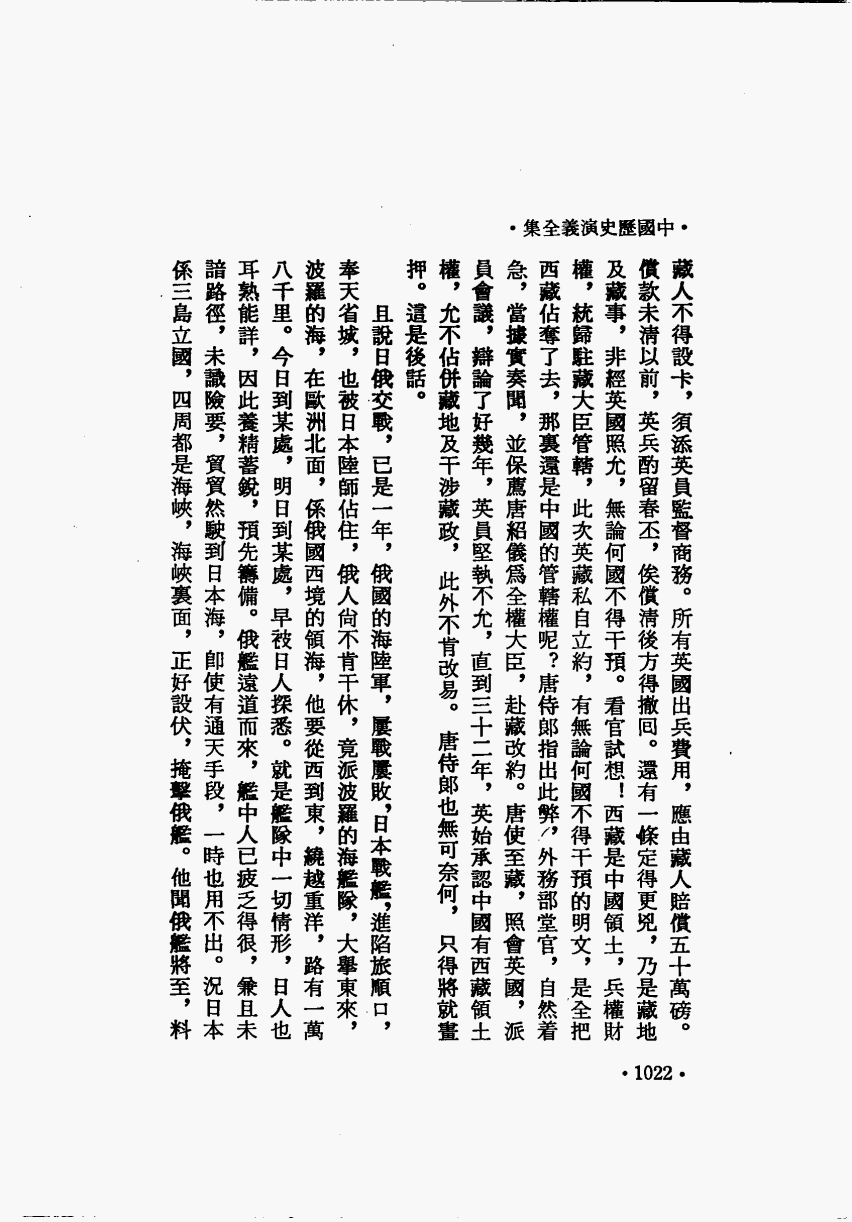 •中國歷史演義全集•
藏人不得設卡，須添英員監督商務。所有英國出兵費用，應由藏人賠償五十萬磅。
償款未清以前，英兵酌留春丕，俟償清後方得撤回。還有一條定得更兇，乃是藏地
及藏事，非經英國照允，無論何國不得干預。看官試想！西藏是中國領土，兵權財
權，統歸駐藏大臣管轄，此次英藏私自立約，有無論何國不得干預的明文，是全把
西藏佔奪了去，那裏還是中國的管轄權呢？唐侍郎指出此弊，外務部堂官，自然着
急，當據實奏聞，並保薦唐紹儀爲全權大臣，赴藏改約。唐使至藏，照會英國，派
員會議，辯論了好幾年，英員堅執不允，直到三十二年，英始承認中國有西藏領土
權，允不佔併藏地及干涉藏政，此外不肯改易。唐侍郎也無可奈何，只得將就畫
押。這是後話。
且說日俄交戰，已是一年，俄國的海陸軍，屢戰屢敗，日本戰艦，進陷旅順口，
奉天省城，也被日本陸師佔住，俄人尙不肯干休，竟派波羅的海艦隊，大舉東來，
波羅的海，在歐洲北面，係俄國西境的領海，他要從西到東，繞越重洋，路有一萬
八千里。今日到某處，明日到某處，早被日人探悉。就是艦隊中一切情形，日人也
耳熟能詳，因此養精蓄銳，預先籌備。俄艦遠道而來，艦中人已疲乏得很，兼且未
諳路徑，未識險要，貿貿然駛到日本海，卽使有通天手段，一時也用不出。況日本
係三島立國，四周都是海峽，海峽裏面，正好設伏，掩擊俄艦。他聞俄艦將至，料
•1022•